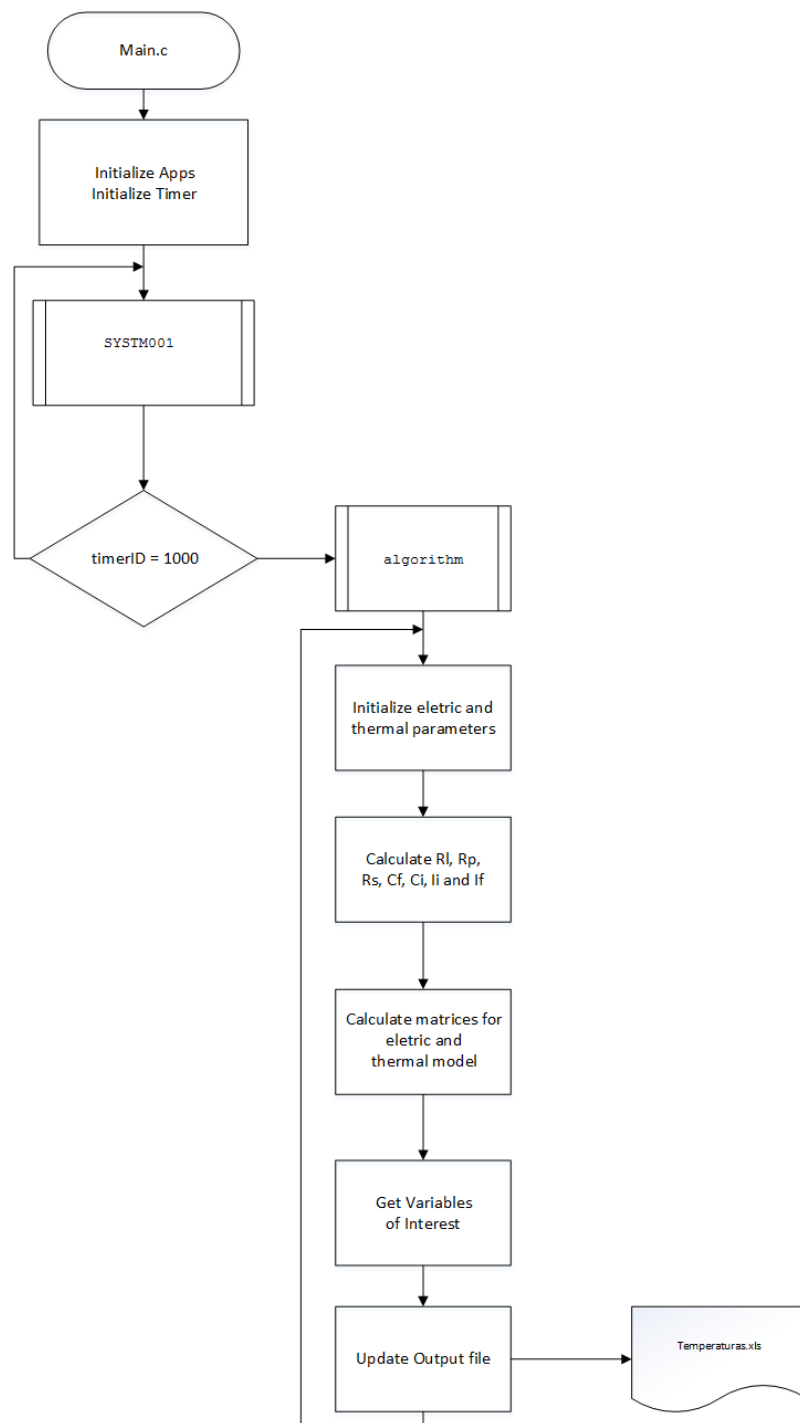 Main.c
Initialize Apps
Initialize Timer
SYSTM001
timerID = 1000
algorithm
Initialize eletric and
thermal parameters
Calculate Rl, Rp,
Rs, Cf, Ci, Ii and If
Calculate matrices for
eletric and
thermal model
Get Variables
of Interest
Update Output file
Temperaturas.xls